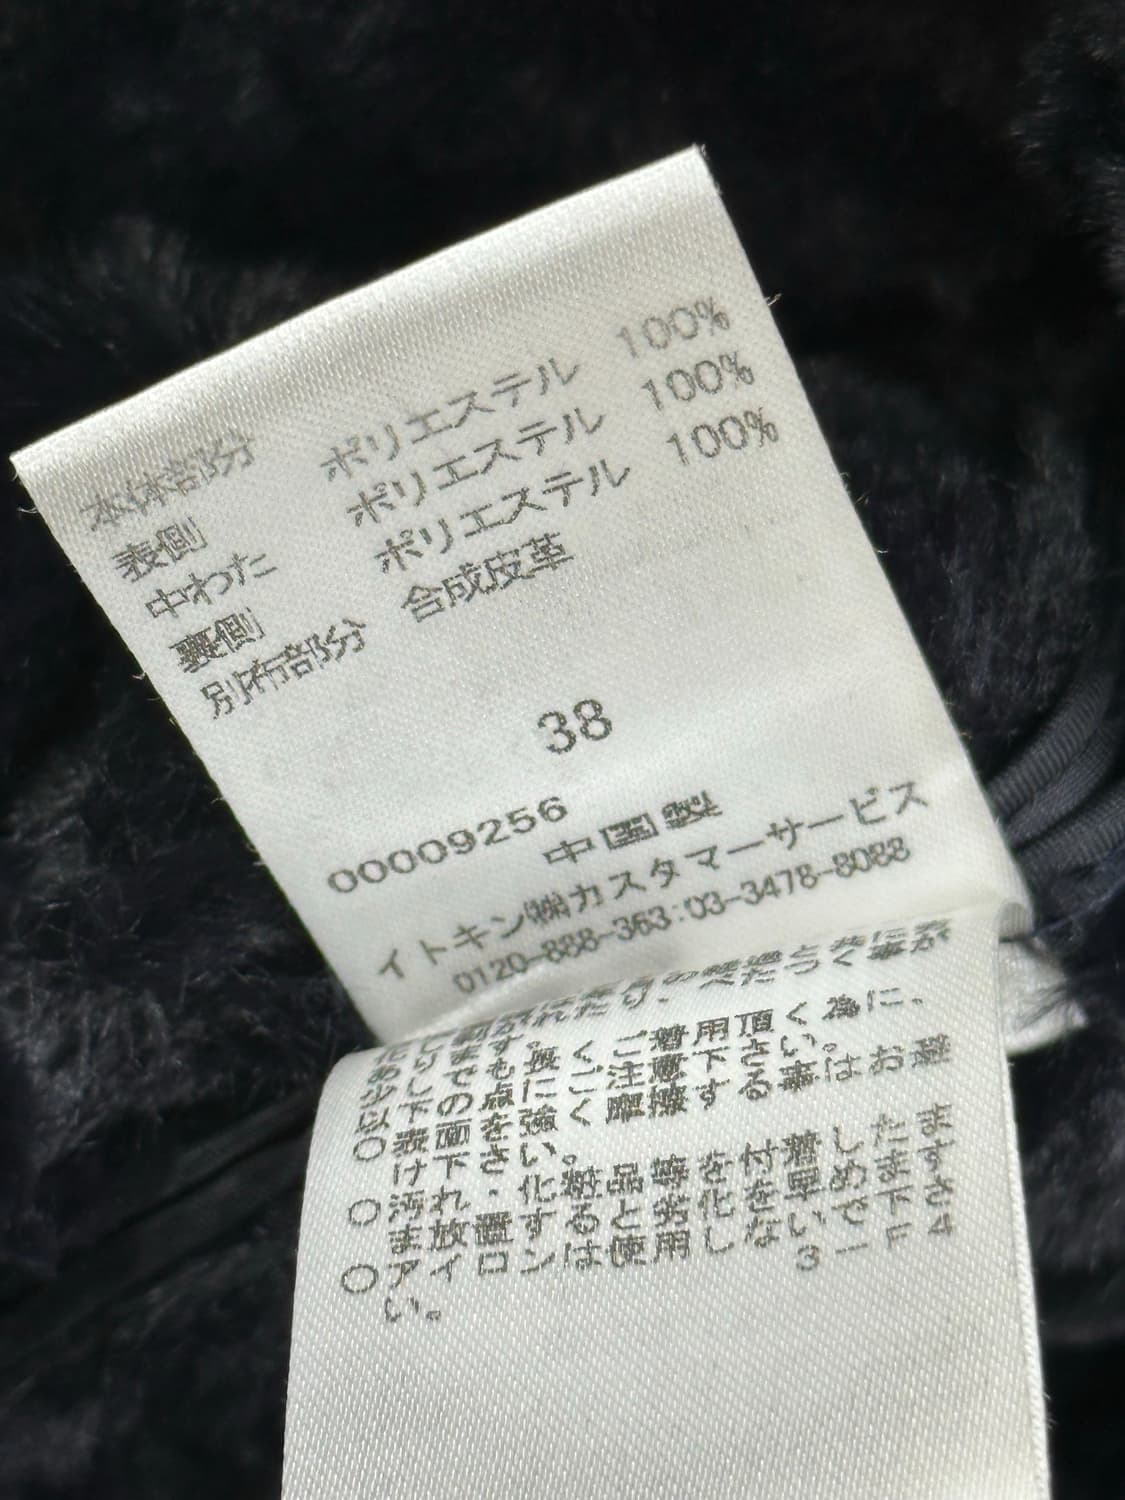 本体部分
表側 ポリエステル 100%
中わた ポリエステル 100%
裏側 ポリエステル 100%
別布部分 合成皮革
38
00009256
中国製
イトキン㈱カスタマーサービス
0120-888-363:03-3478-8088
す。長くご着用頂く為に、
以下の点にご注意下さい。
○表面を強く摩擦する事はお避
け下さい。
○汚れ・化粧品等を付着したま
ま放置すると劣化を早めます
○アイロンは使用しないで下さ
い。
3-F4